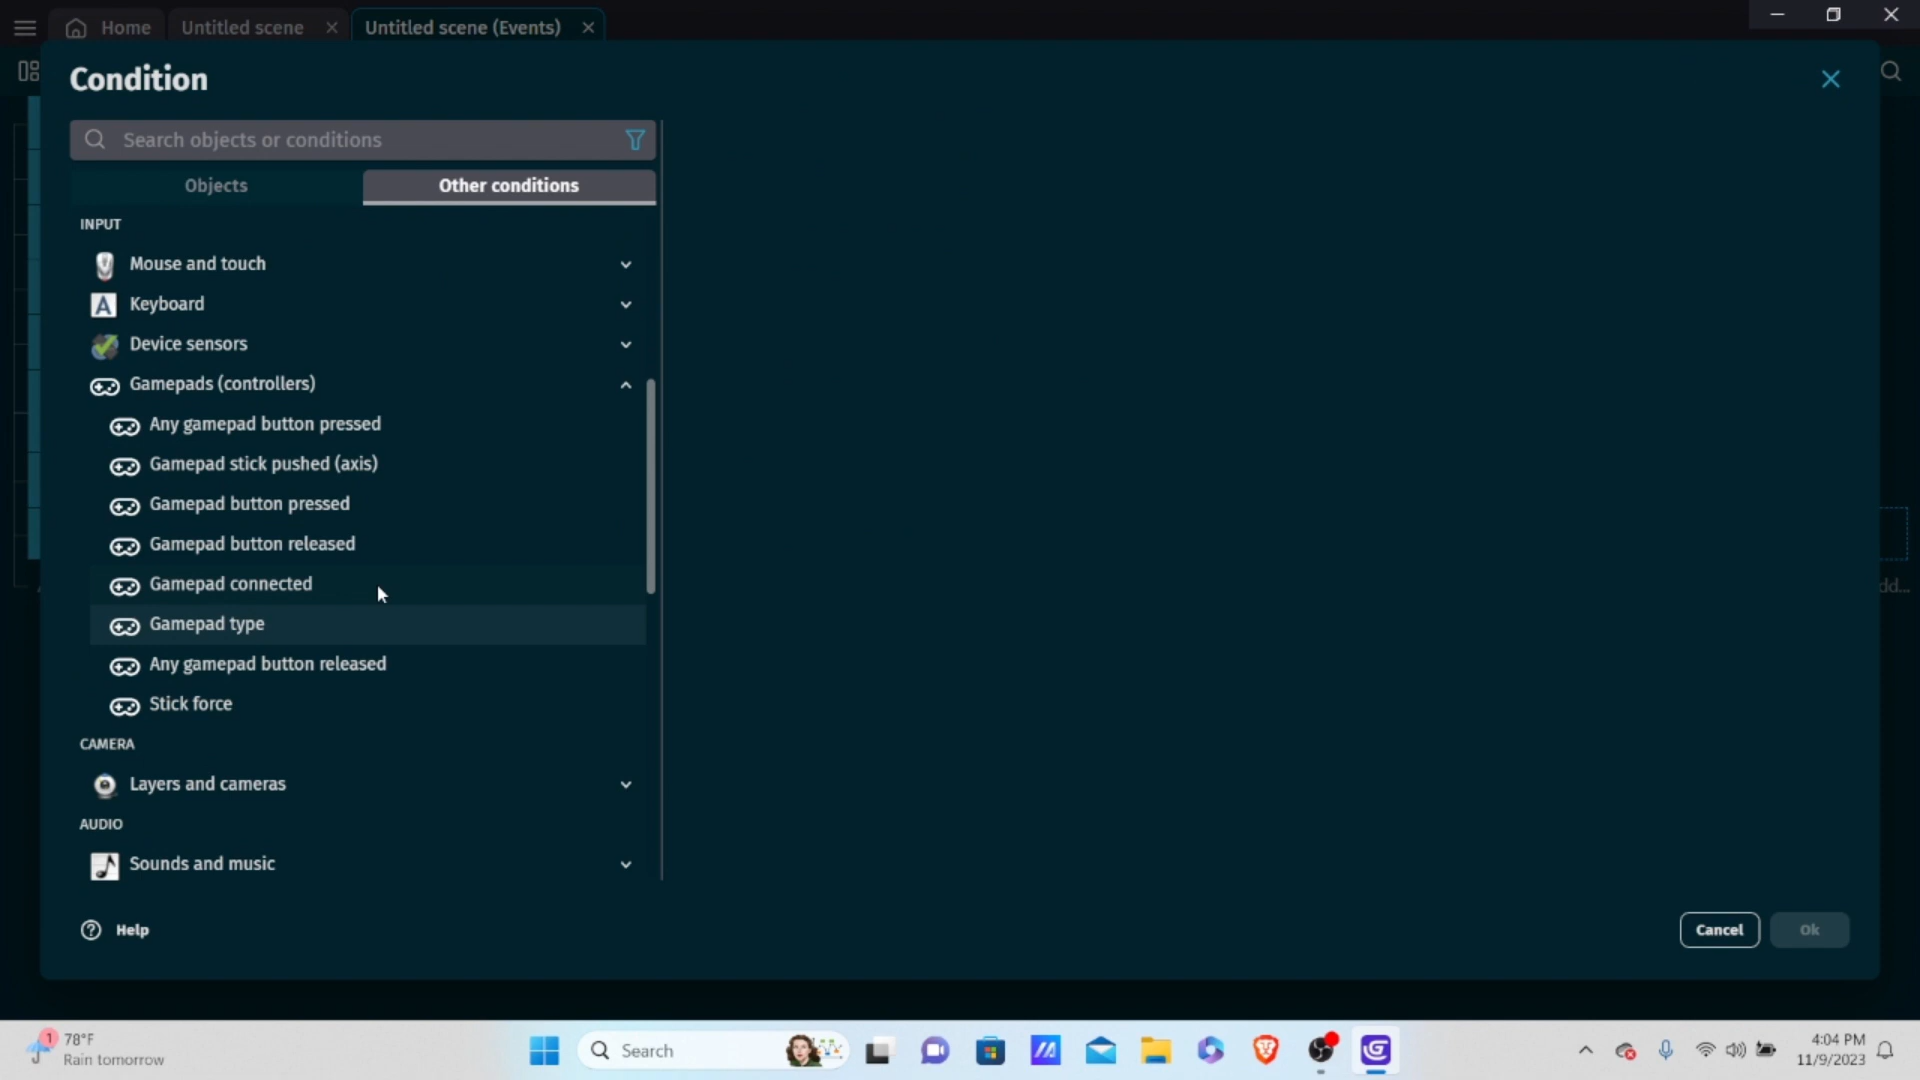 Home
Untitled scene
Untitled scene (Events)
Condition
Search objects or conditions
Objects
Other conditions
INPUT
Mouse and touch
A Keyboard
Device sensors
Gamepads (controllers)
Any gamepad button pressed
Gamepad stick pushed (axis)
Gamepad button pressed
Gamepad button released
Gamepad connected
dd...
Gamepad type
Any gamepad button released
Stick force
CAMERA
Layers and cameras
AUDIO
Sounds and music
? Help
Cancel
Ok
1
78°F
Rain tomorrow
Search
4:04 PM
11/9/2023